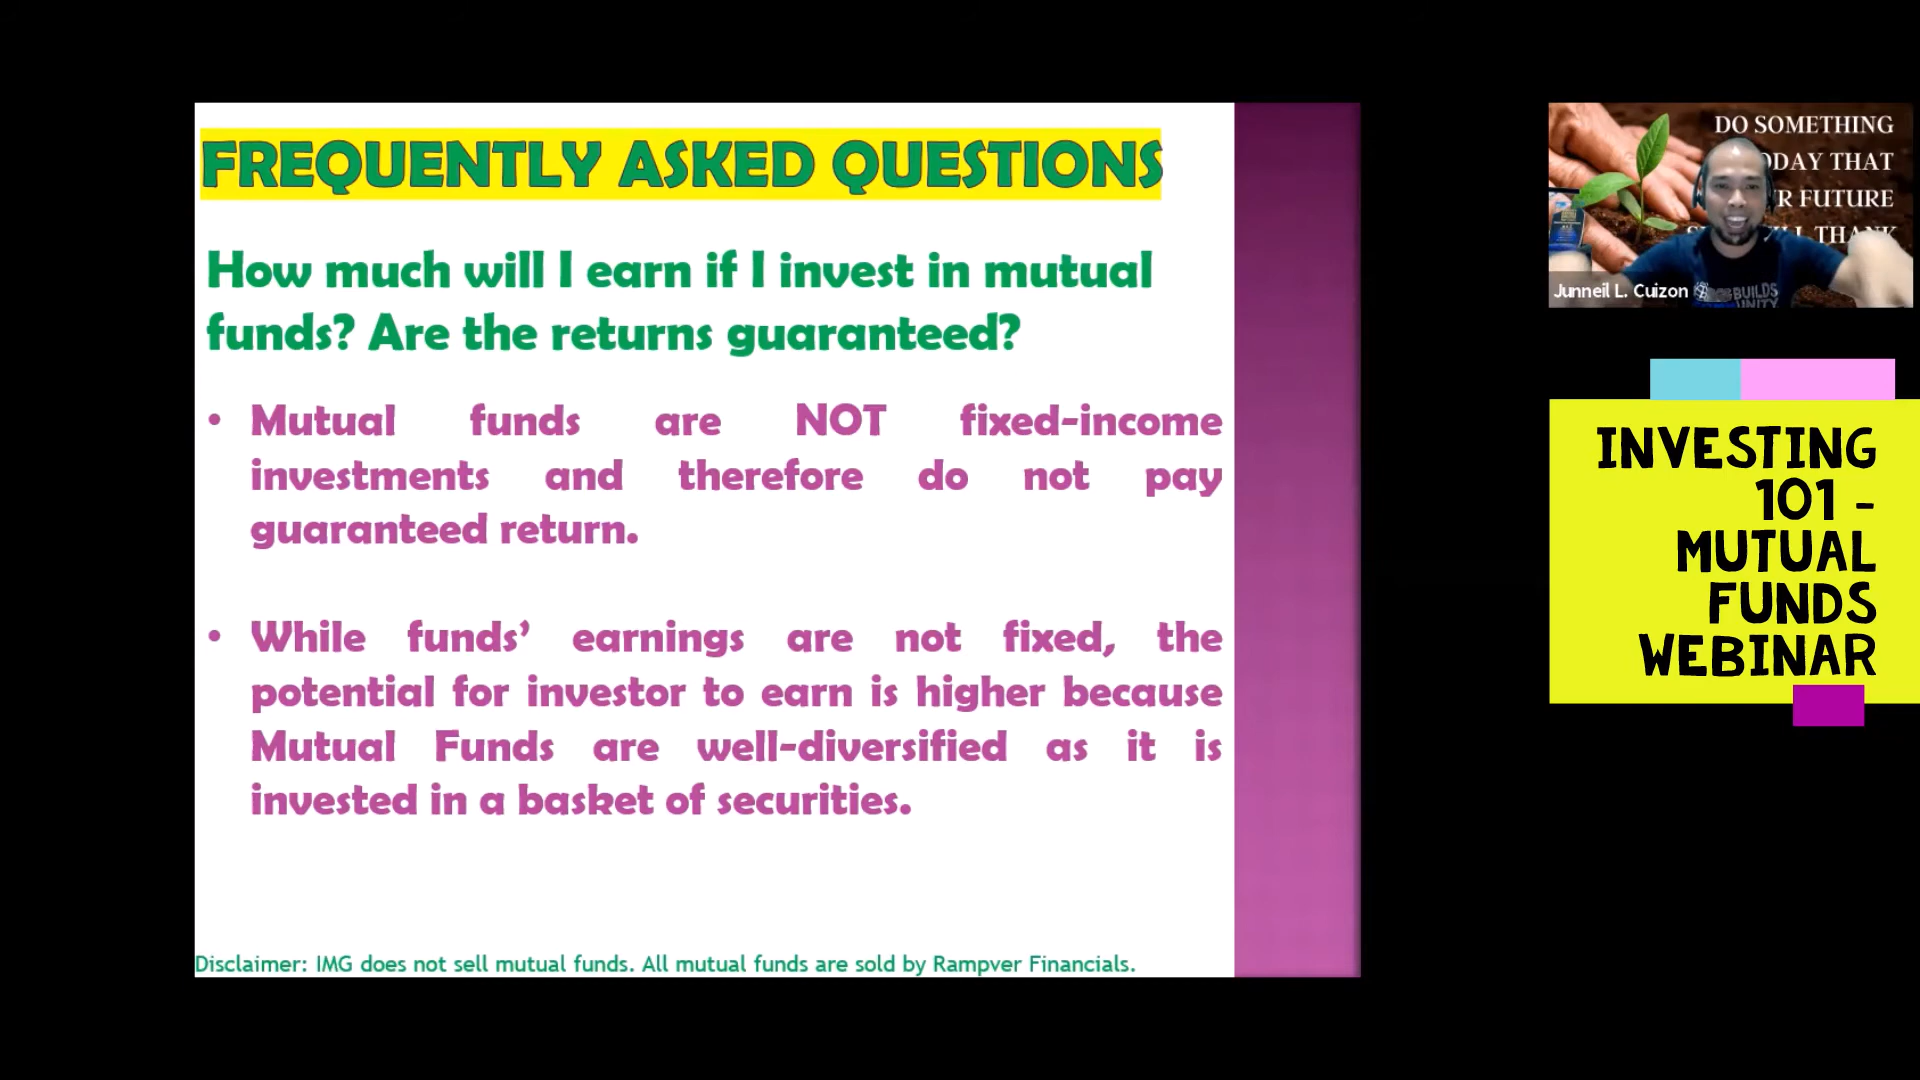 FREQUENTLY ASKED QUESTIONS
How much will I earn if I invest in mutual
funds? Are the returns guaranteed?
• Mutual funds are NOT fixed-income
investments and therefore do not pay
guaranteed return.
• While funds’ earnings are not fixed, the
potential for investor to earn is higher because
Mutual Funds are well-diversified as it is
invested in a basket of securities.
Disclaimer: IMG does not sell mutual funds. All mutual funds are sold by Rampver Financials.
DO SOMETHING
THAT
FUTURE
Junneil L. Cuizon
BUILDS
INVESTING
101 -
MUTUAL
FUNDS
WEBINAR